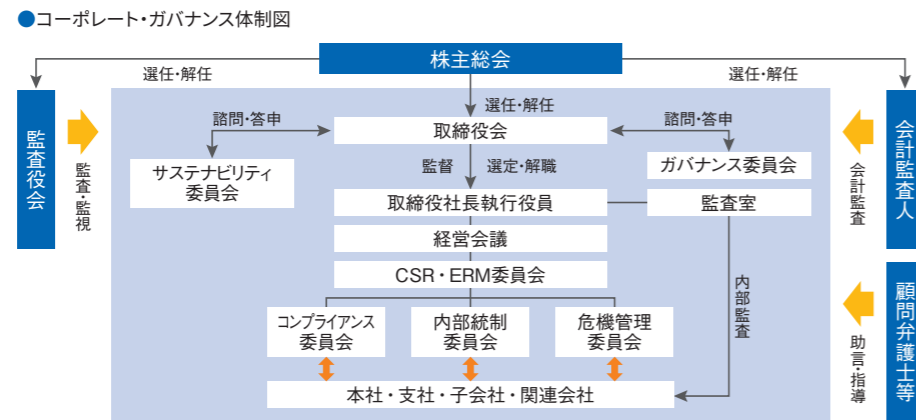 ●コーポレート・ガバナンス体制図
株主総会
選任・解任
選任・解任
選任・解任
監査役会
監査・監視
諮問・答申
取締役会
諮問・答申
会計監査人
会計監査
サステナビリティ
委員会
監督
選定・解職
ガバナンス委員会
取締役社長執行役員
監査室
経営会議
CSR・ERM委員会
内部監査
コンプライアンス
委員会
内部統制
委員会
危機管理
委員会
顧問弁護士等
助言・指導
本社・支社・子会社・関連会社